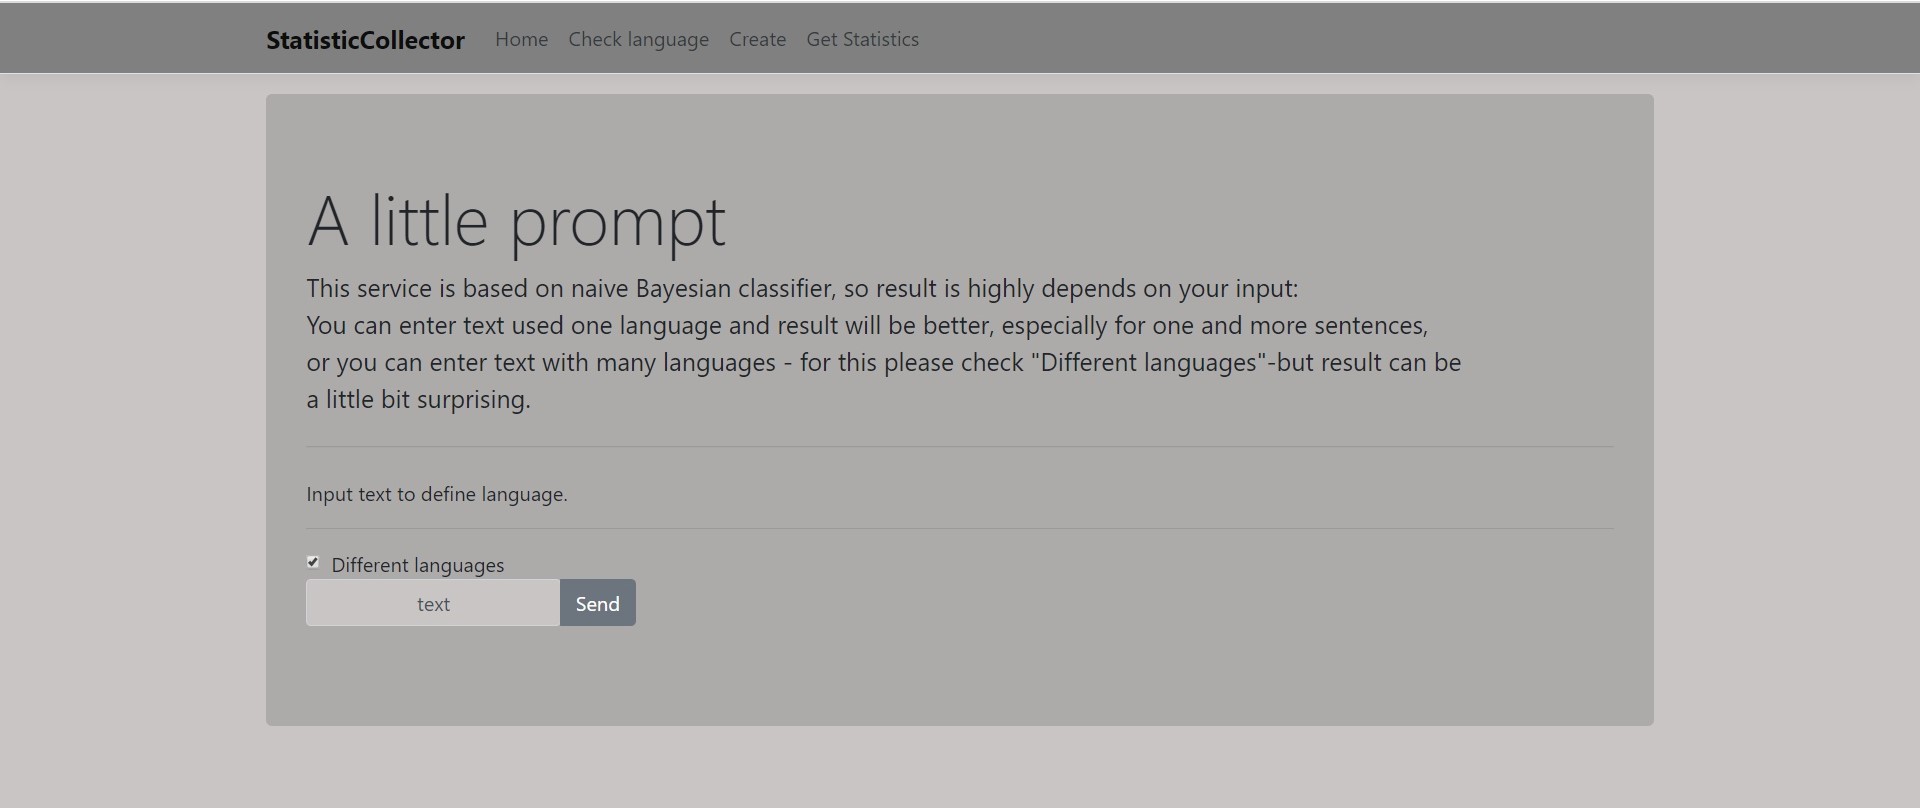 StatisticCollector Home Check language Create Get Statistics
A little prompt
This service is based on naive Bayesian classifier, so result is highly depends on your input:
You can enter text used one language and result will be better, especially for one and more sentences,
or you can enter text with many languages - for this please check "Different languages"-but result can be
a little bit surprising.
Input text to define language.
Different languages
text Send